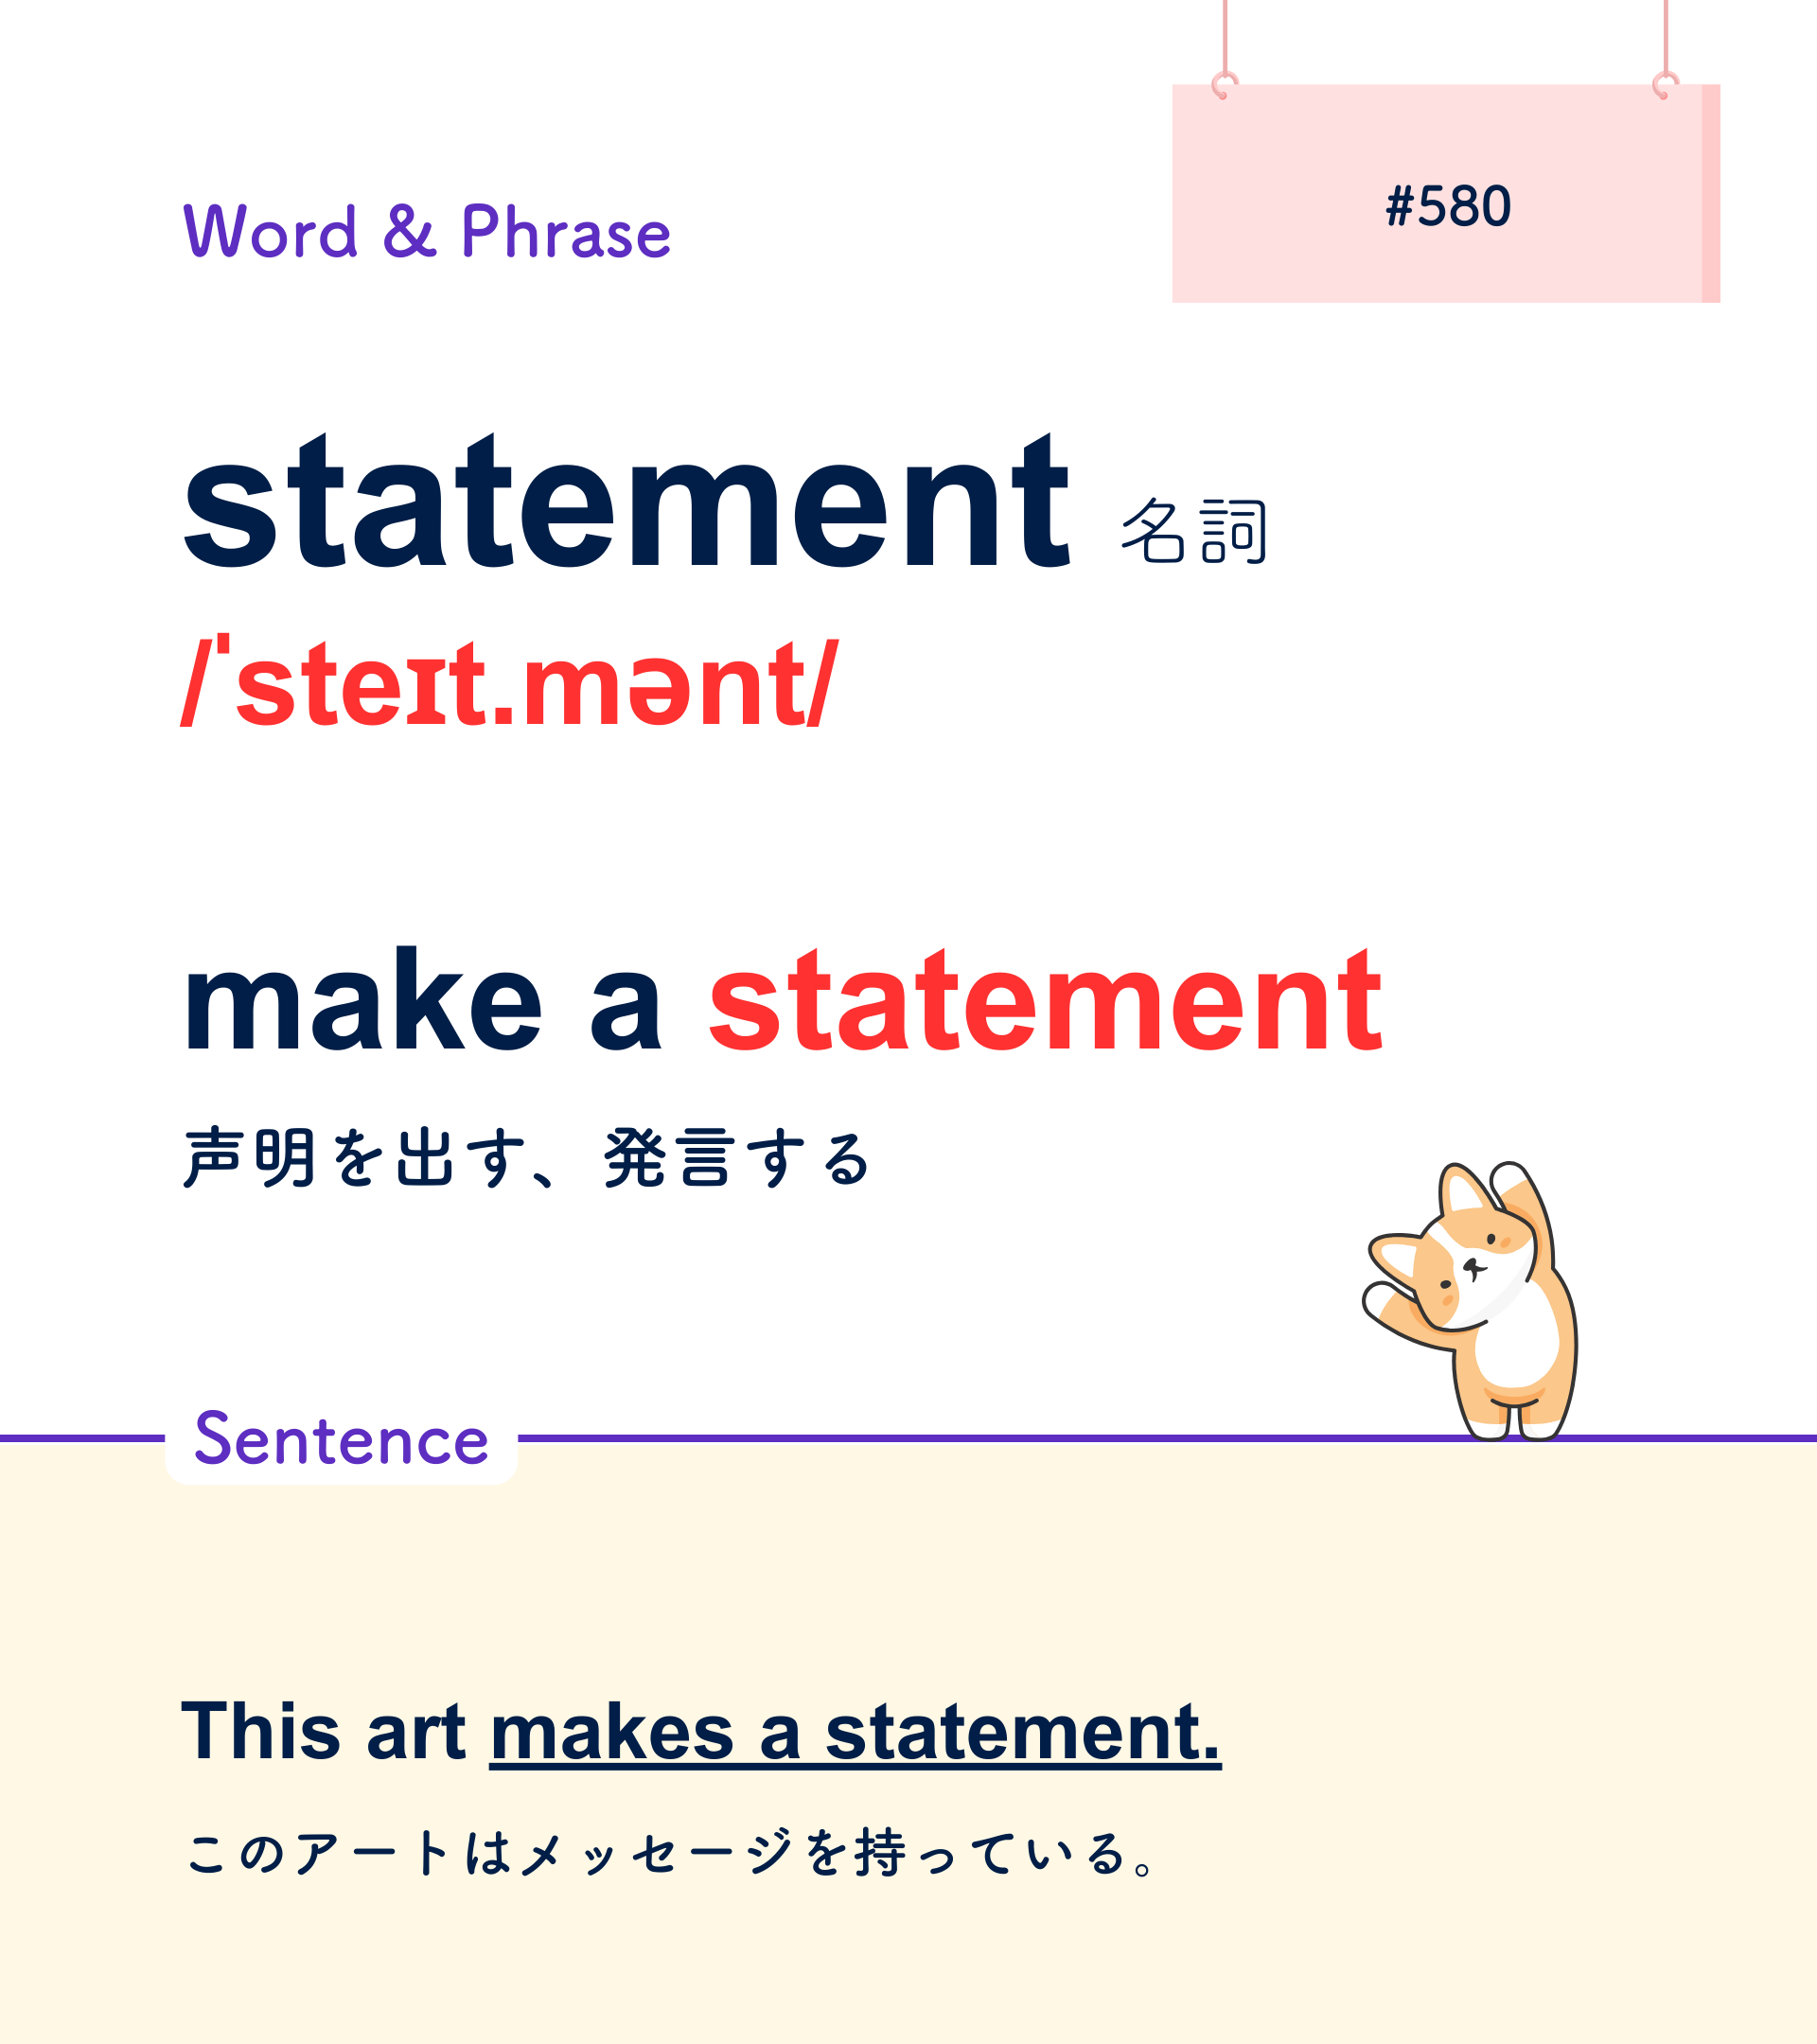 #580
Word & Phrase
statement 名詞
/ˈsteɪt.mənt/
make a statement
声明を出す、発言する
Sentence
This art makes a statement.
このアートはメッセージを持っている。